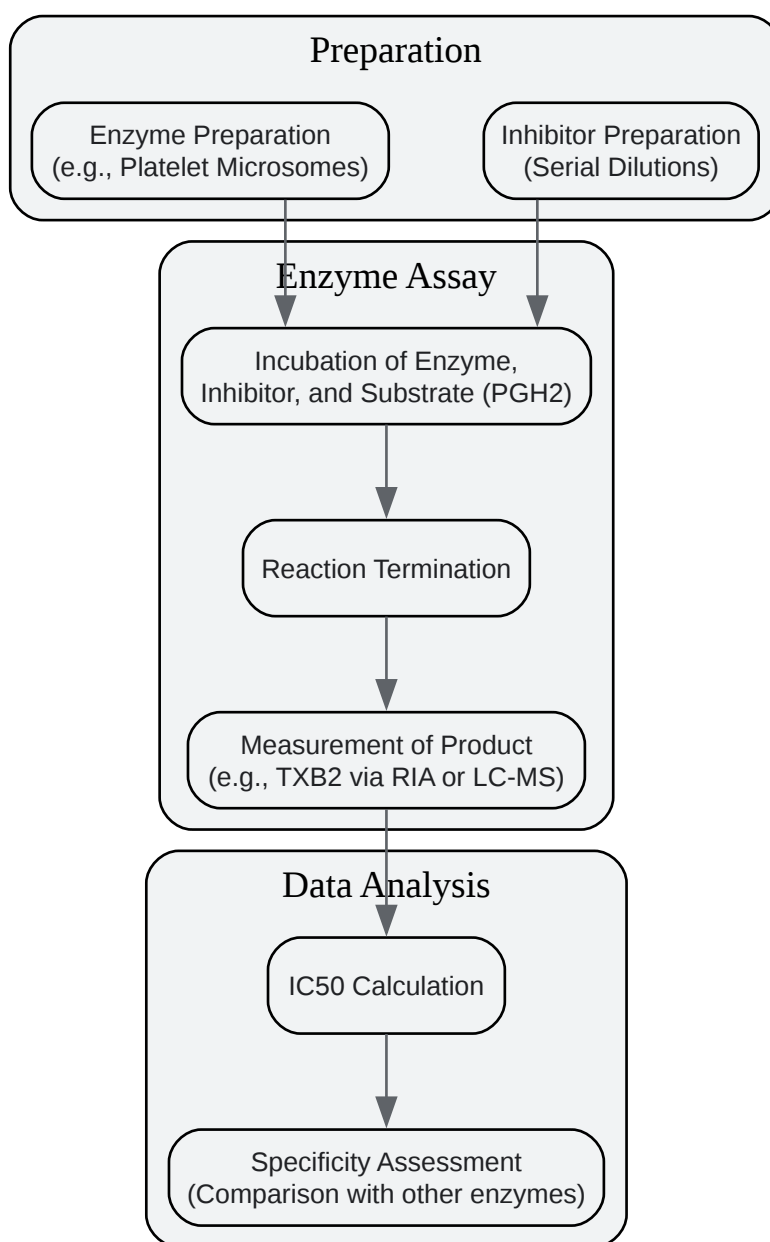 Preparation
Enzyme Preparation
(e.g., Platelet Microsomes)
Inhibitor Preparation
(Serial Dilutions)
Enzyme Assay
Incubation of Enzyme,
Inhibitor, and Substrate (PGH2)
Reaction Termination
Measurement of Product
(e.g., TXB2 via RIA or LC-MS)
Data Analysis
IC50 Calculation
Specificity Assessment
(Comparison with other enzymes)